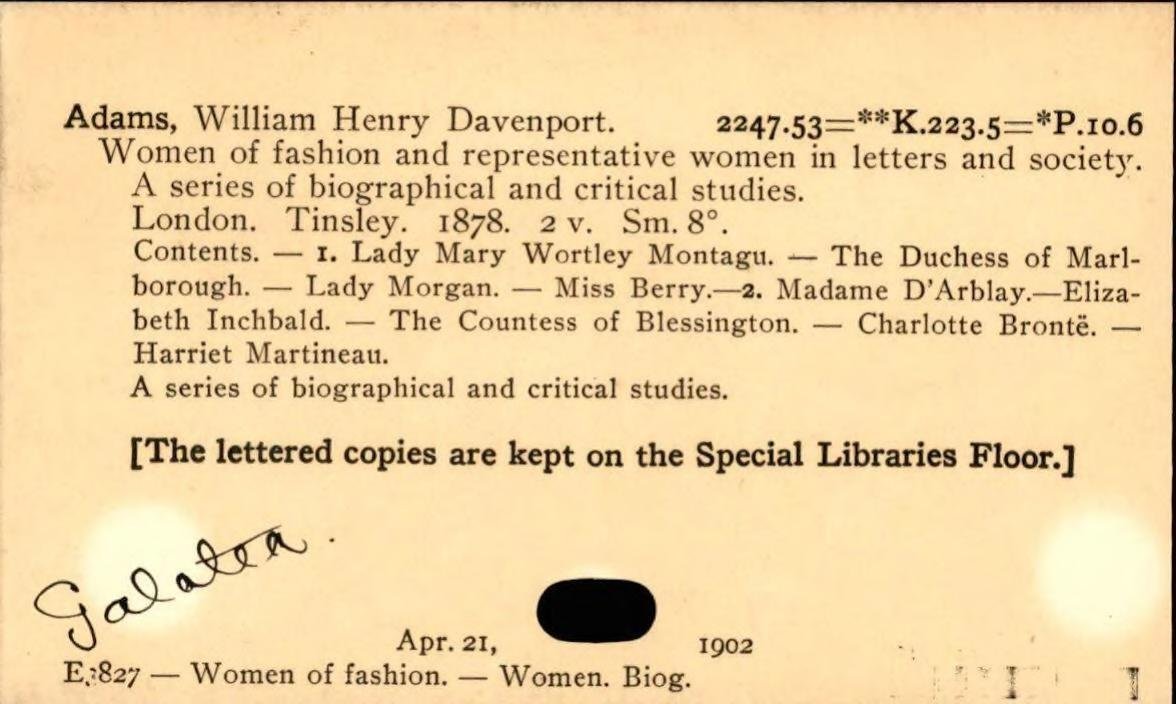 Adams, William Henry Davenport. 2247.53=**K.223.5=*P.10.6
Women of fashion and representative women in letters and society.
A series of biographical and critical studies.
London. Tinsley. 1878. 2 v. Sm. 8°.
Contents. — 1. Lady Mary Wortley Montagu. — The Duchess of Marl-
borough. — Lady Morgan. — Miss Berry.—2. Madame D'Arblay.—Eliza-
beth Inchbald. — The Countess of Blessington. — Charlotte Brontë. —
Harriet Martineau.
A series of biographical and critical studies.
[The lettered copies are kept on the Special Libraries Floor.]
Galatea.
Apr. 21, 1902
— Women of fashion. — Women. Biog.